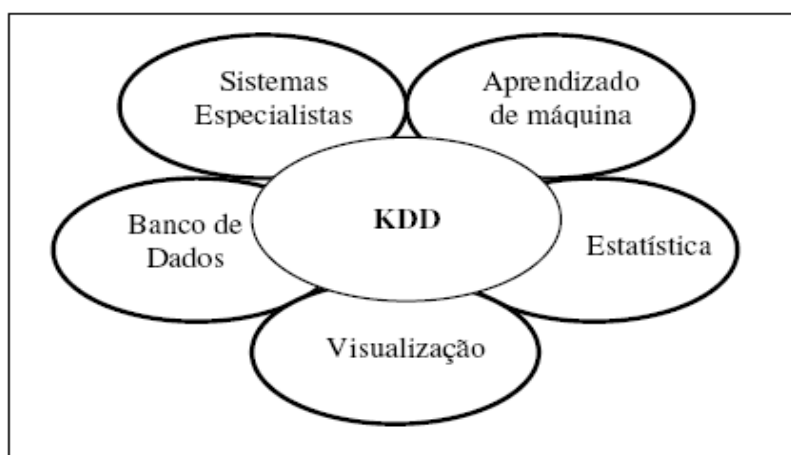 Sistemas
Especialistas
Aprendizado
de máquina
Banco de
Dados
KDD
Estatística
Visualização